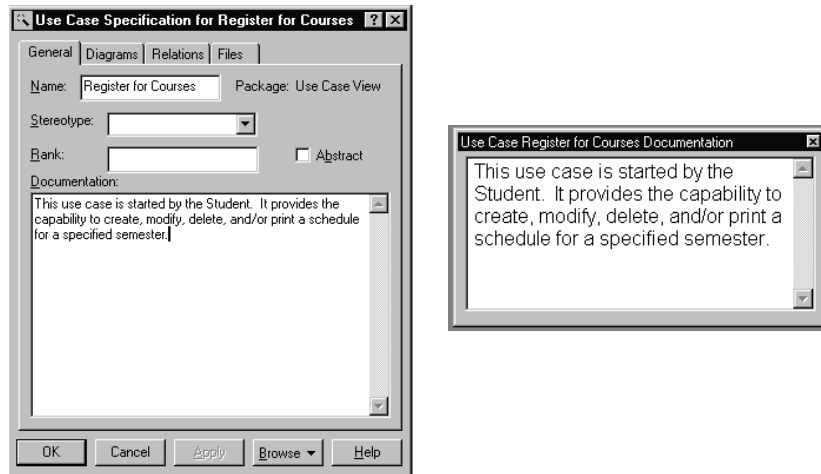 Use Case Specification for Register for Courses
General Diagrams Relations Files
Name: Register for Courses Package: Use Case View
Stereotype:
Rank: Abstract
Documentation:
This use case is started by the Student. It provides the
capability to create, modify, delete, and/or print a schedule
for a specified semester.
OK Cancel Apply Browse Help
Use Case Register for Courses Documentation
This use case is started by the
Student. It provides the capability to
create, modify, delete, and/or print a
schedule for a specified semester.